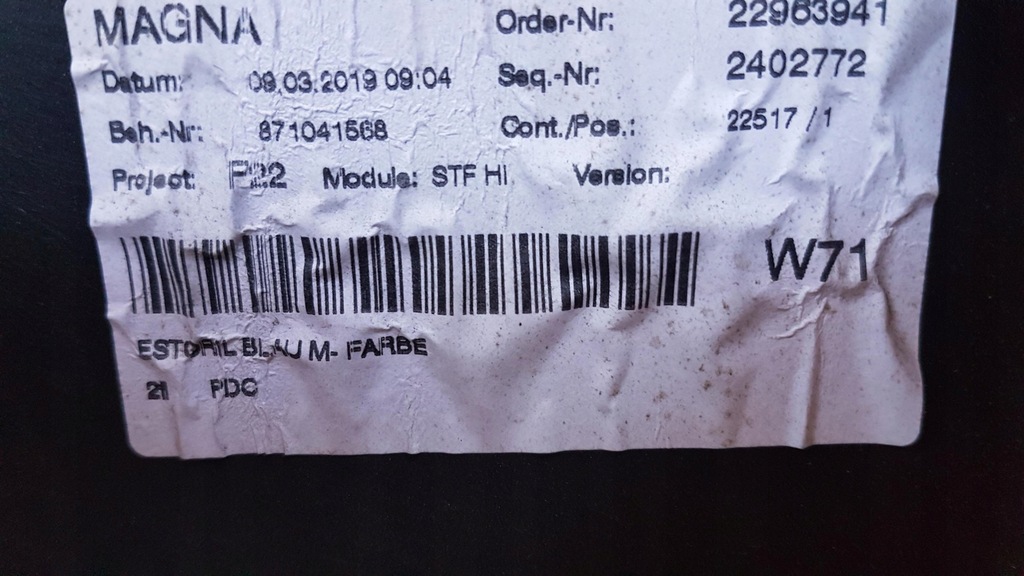 MAGNA Order-Nr: 22963941
Datum: 09.03.2019 09:04 Seq.-Nr: 2402772
Beh.-Nr: 871041568 Cont./Pos.: 22517 / 1
Project: F22 Module: STF HI Version:
W71
ESTORIL BLAU M- FARBE
21 PDC